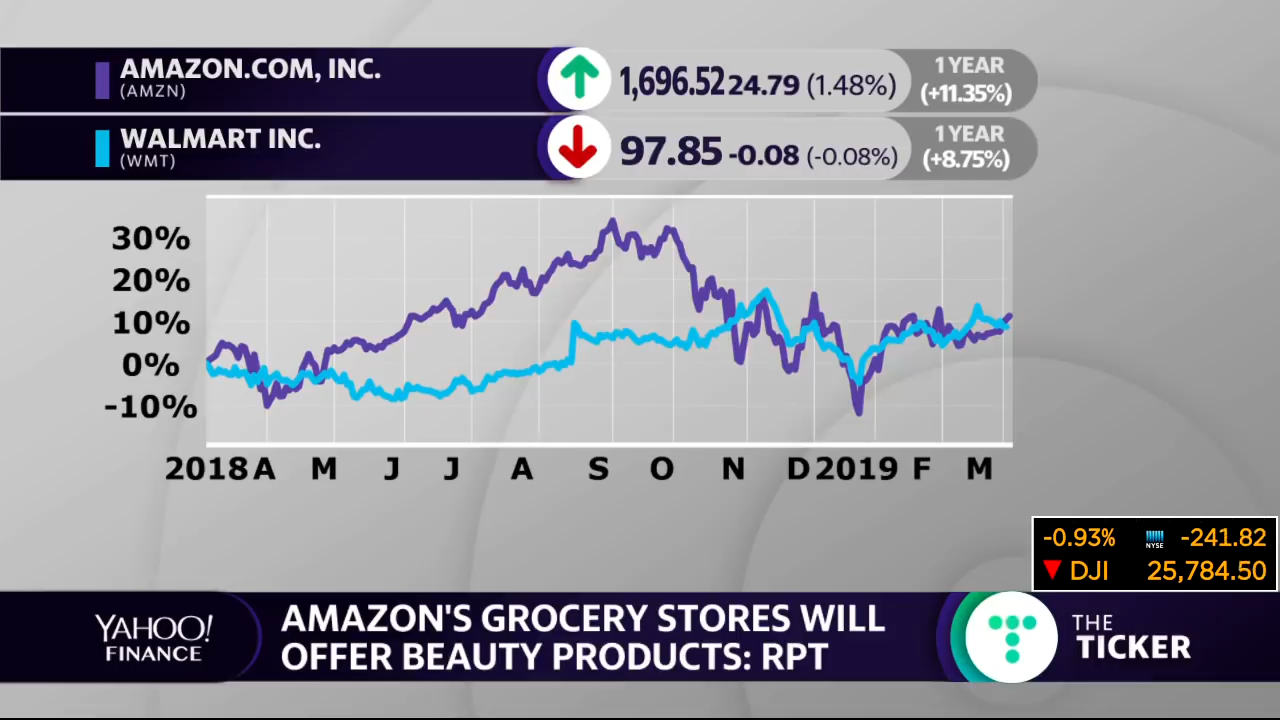 AMAZON.COM, INC.
(AMZN)
1,696.52 24.79 (1.48%)
1 YEAR
(+11.35%)
WALMART INC.
(WMT)
97.85 -0.08 (-0.08%)
1 YEAR
(+8.75%)
30%
20%
10%
0%
-10%
2018 A M J J A S O N D 2019 F M
-0.93% NYSE -241.82
DJI 25,784.50
YAHOO!
FINANCE
AMAZON'S GROCERY STORES WILL
OFFER BEAUTY PRODUCTS: RPT
THE
TICKER